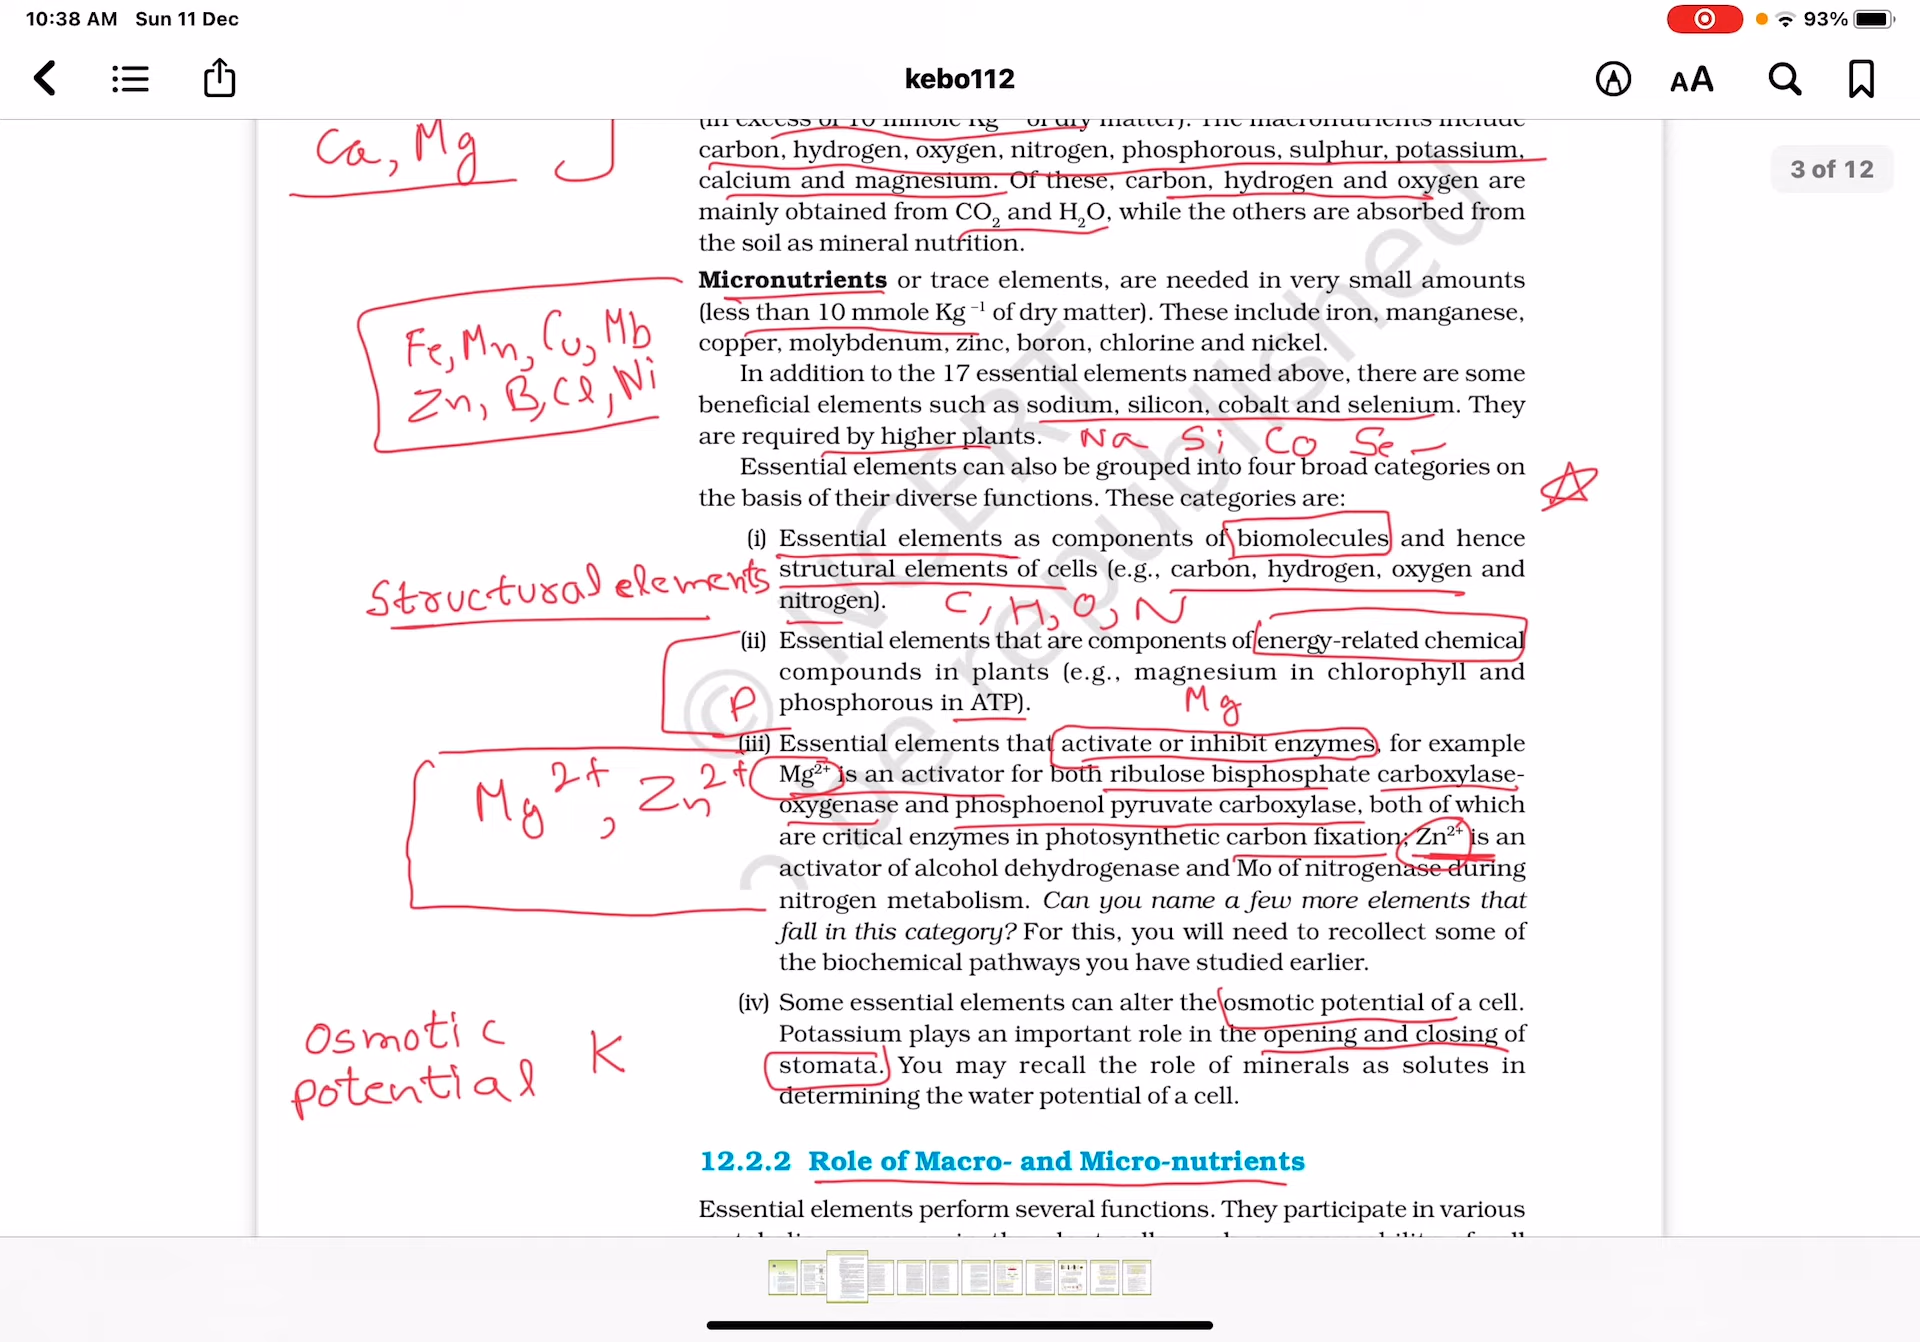 10:38 AM Sun 11 Dec
93%
kebo112
AA
3 of 12
Ca, Mg
(in excess of 10 mmole Kg of dry matter). The macronutrients include
carbon, hydrogen, oxygen, nitrogen, phosphorous, sulphur, potassium,
calcium and magnesium. Of these, carbon, hydrogen and oxygen are
mainly obtained from CO₂ and H₂O, while the others are absorbed from
the soil as mineral nutrition.
Micronutrients or trace elements, are needed in very small amounts
(less than 10 mmole Kg⁻¹ of dry matter). These include iron, manganese,
copper, molybdenum, zinc, boron, chlorine and nickel.
Fe, Mn, Cu, Mb
Zn, B, Cl, Ni
In addition to the 17 essential elements named above, there are some
beneficial elements such as sodium, silicon, cobalt and selenium. They
are required by higher plants.
Na Si Co Se
Essential elements can also be grouped into four broad categories on
the basis of their diverse functions. These categories are:
(i) Essential elements as components of biomolecules and hence
structural elements of cells (e.g., carbon, hydrogen, oxygen and
nitrogen).
Structural elements
C, H, O, N
(ii) Essential elements that are components of energy-related chemical
compounds in plants (e.g., magnesium in chlorophyll and
phosphorous in ATP).
P
Mg
(iii) Essential elements that activate or inhibit enzymes, for example
Mg²⁺ is an activator for both ribulose bisphosphate carboxylase-
oxygenase and phosphoenol pyruvate carboxylase, both of which
are critical enzymes in photosynthetic carbon fixation; Zn²⁺ is an
activator of alcohol dehydrogenase and Mo of nitrogenase during
nitrogen metabolism. Can you name a few more elements that
fall in this category? For this, you will need to recollect some of
the biochemical pathways you have studied earlier.
Mg²⁺, Zn²⁺
(iv) Some essential elements can alter the osmotic potential of a cell.
Potassium plays an important role in the opening and closing of
stomata. You may recall the role of minerals as solutes in
determining the water potential of a cell.
Osmotic
potential K
12.2.2 Role of Macro- and Micro-nutrients
Essential elements perform several functions. They participate in various
© NCERT
be republished